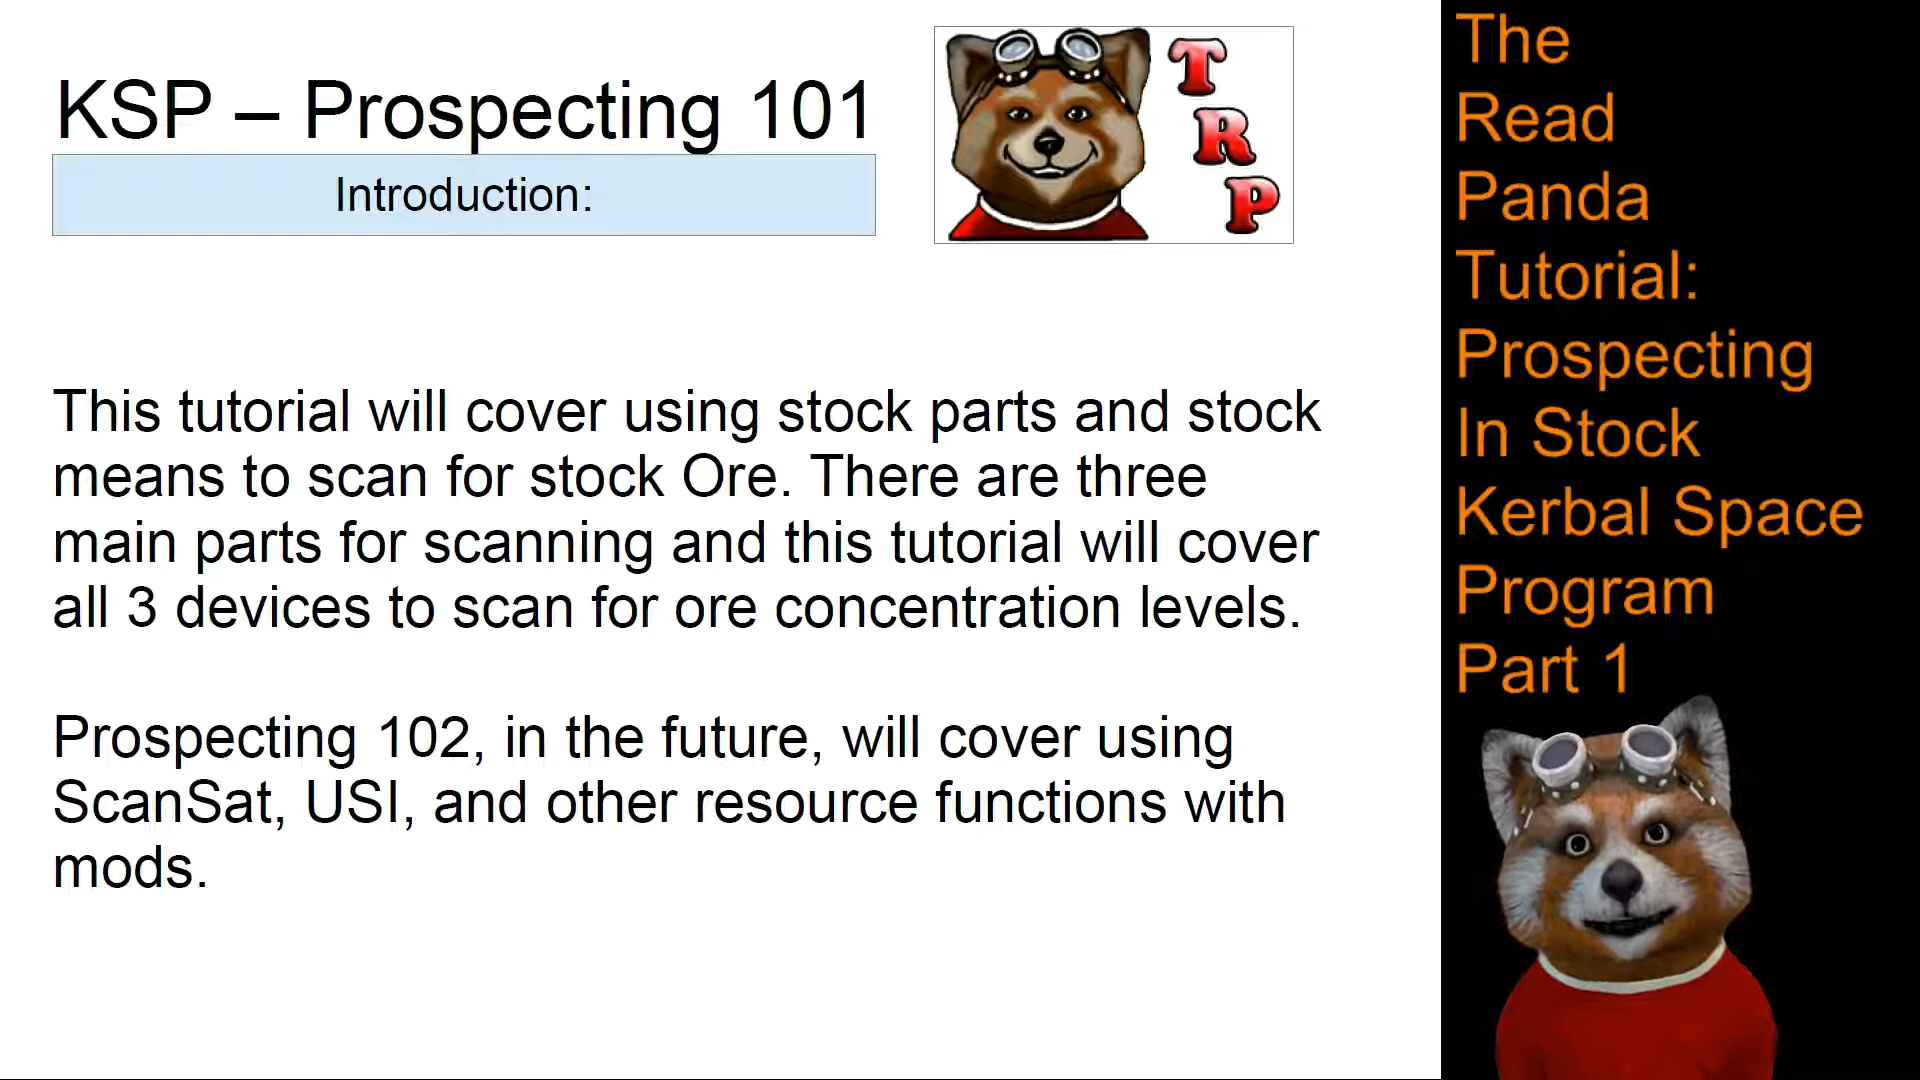 KSP – Prospecting 101
Introduction:
T
R
P
This tutorial will cover using stock parts and stock
means to scan for stock Ore. There are three
main parts for scanning and this tutorial will cover
all 3 devices to scan for ore concentration levels.
Prospecting 102, in the future, will cover using
ScanSat, USI, and other resource functions with
mods.
The
Read
Panda
Tutorial:
Prospecting
In Stock
Kerbal Space
Program
Part 1